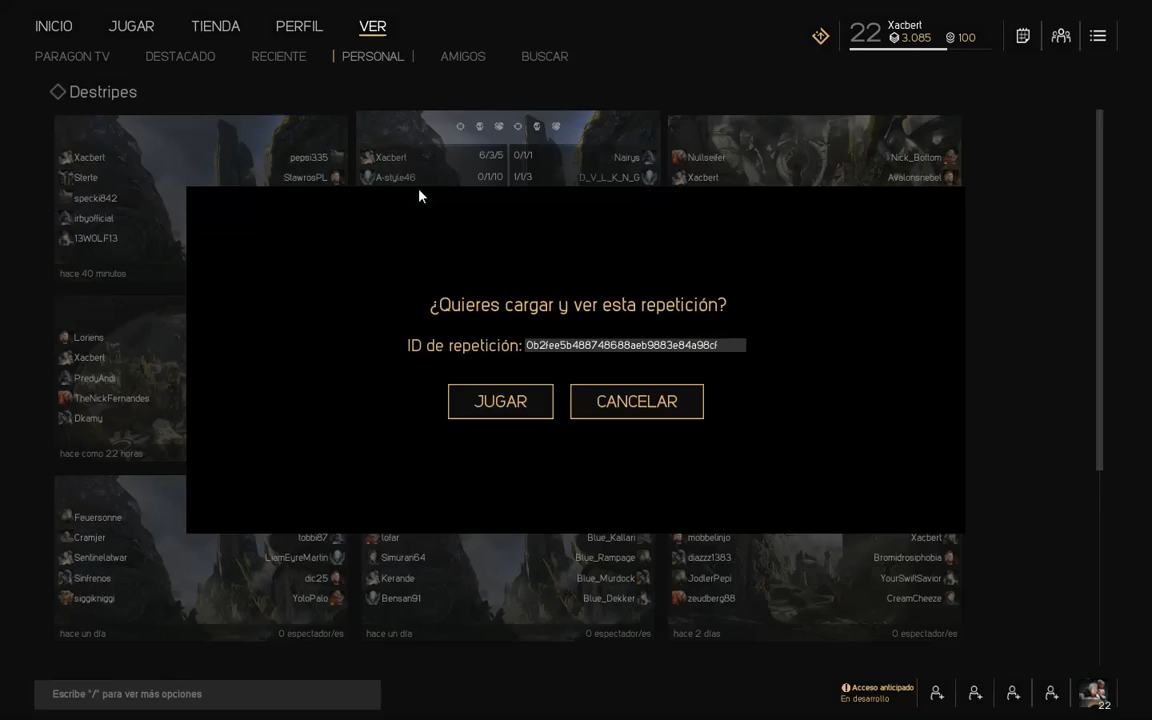 INICIO JUGAR TIENDA PERFIL VER
22 Xacbert
3.085 100
PARAGON TV DESTACADO RECIENTE PERSONAL AMIGOS BUSCAR
Destripes
Xacbert pepsi335
Sterte StawrosPL
specki842
irbyofficial
13WOLF13
hace 40 minutos
Xacbert 6/3/5 0/1/1 Nairys
A-style46 0/1/10 1/1/3 D_V_L_K_N_G
Nullseifer Nick_Bottom
Xacbert Avalonsnebel
¿Quieres cargar y ver esta repetición?
ID de repetición: 0b2fee5b488748688aeb9883e84a98cf
JUGAR CANCELAR
Loriens
Xacbert
PredyAndi
TheNickFernandes
Dkamy
hace como 22 horas
Feuersonne
Cramjer tobbi87
Sentinelatwar LiamEyreMartin
Sinfrenos dic25
siggikniggi YoloPalo
hace un día 0 espectador/es
lofar Blue_Kallari
Simuran64 Blue_Rampage
Kerande Blue_Murdock
Bensan91 Blue_Dekker
hace un día 0 espectador/es
mobbelinjo Xacbert
diazzz1383 Bromidrosiphobia
JodlerPepi YourSwiftSavior
zeudberg88 CreamCheeze
hace 2 días 0 espectador/es
Escribe "/" para ver más opciones
Acceso anticipado
En desarrollo
22